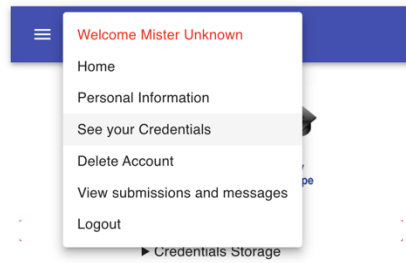 Welcome Mister Unknown
Home
Personal Information
See your Credentials
Delete Account
View submissions and messages
Logout
Credentials Storage